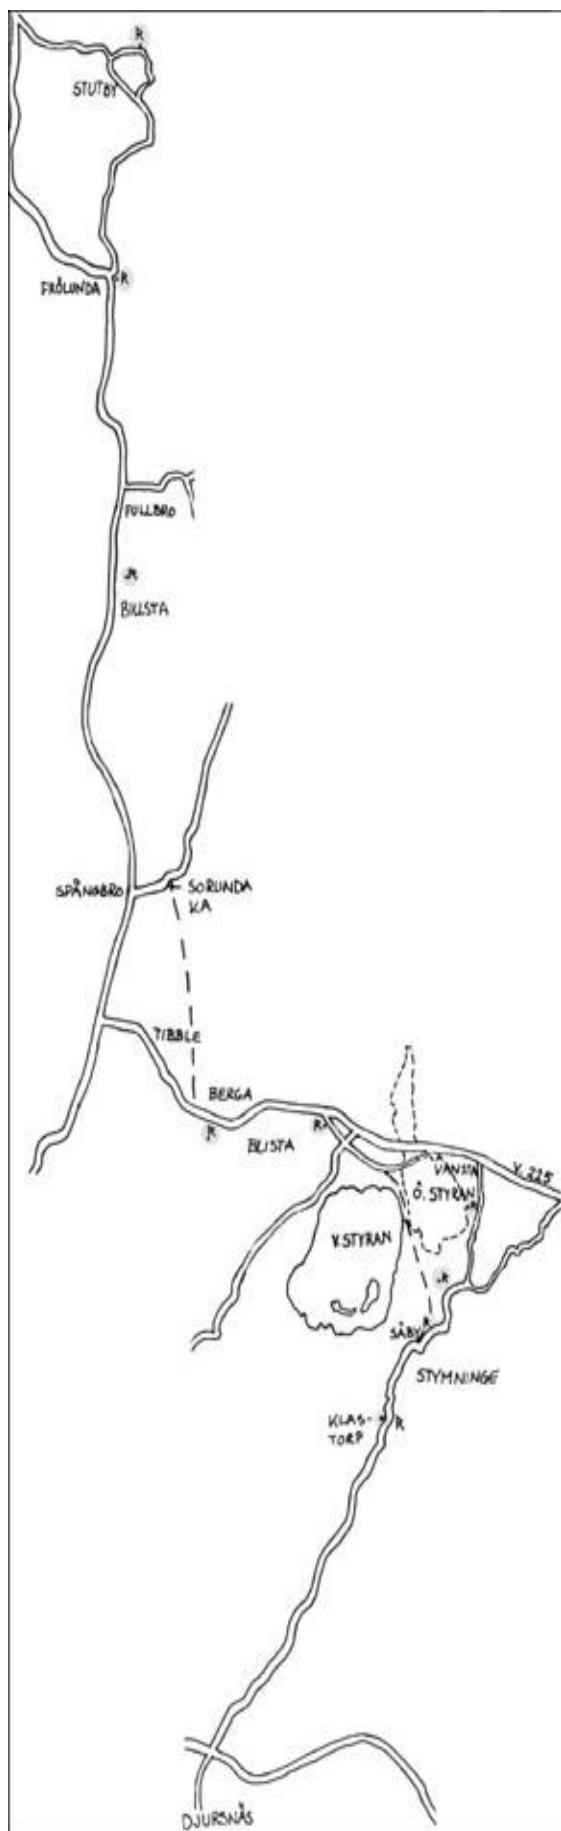 R
STUTBY
FRÖLUNDA
R
FULLBRO
R
BILLSTA
SPÅNGBRO
SORUNDA
KA
TIBBLE
BERGA
R
BLISTA
R
VANSTA
V. 225
Ö. STYRAN
R
V. STYRAN
R
SÅBY
STYMNINGE
KLAS-
TORP
R
DJURSNÄS